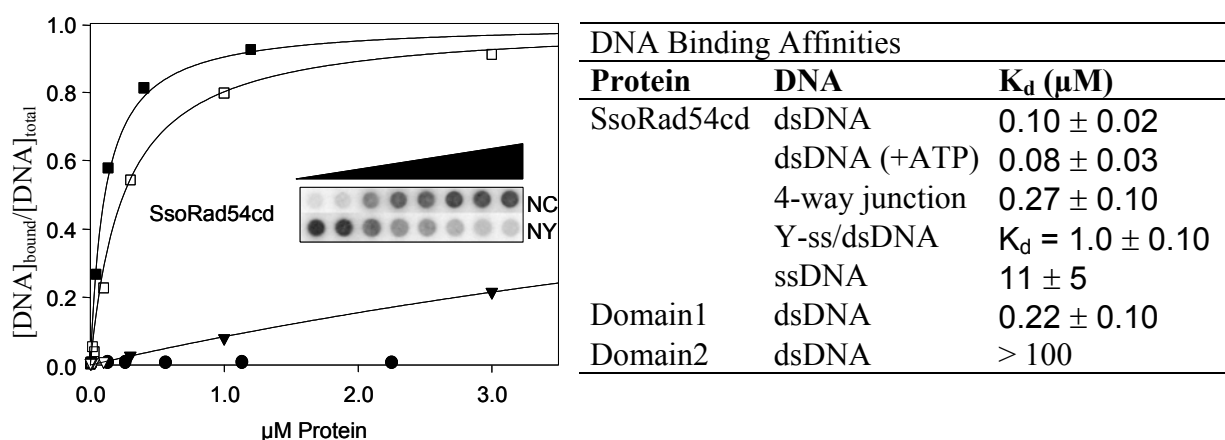 1.0
0.8
0.6
0.4
0.2
0.0
[DNA]bound/[DNA]total
SsoRad54cd
NC
NY
0.0 1.0 2.0 3.0
µM Protein
DNA Binding Affinities
Protein DNA Kd (µM)
SsoRad54cd dsDNA 0.10 ± 0.02
dsDNA (+ATP) 0.08 ± 0.03
4-way junction 0.27 ± 0.10
Y-ss/dsDNA Kd = 1.0 ± 0.10
ssDNA 11 ± 5
Domain1 dsDNA 0.22 ± 0.10
Domain2 dsDNA > 100